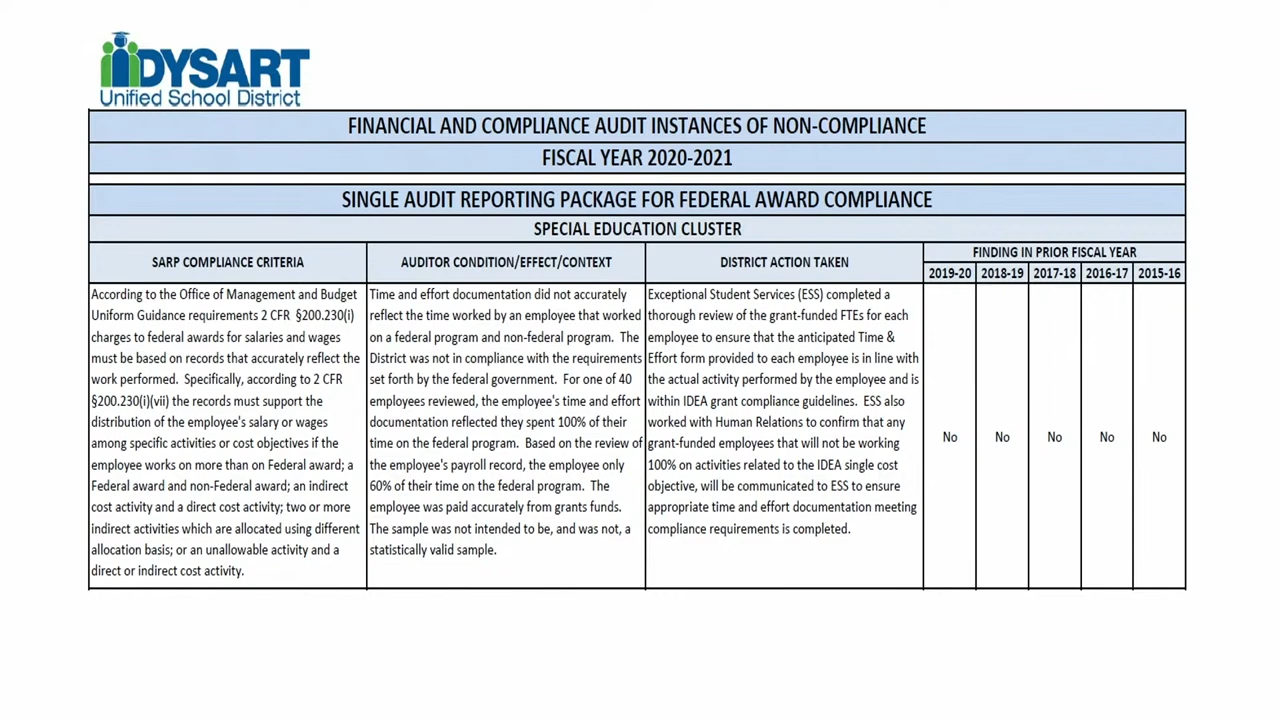 DYSART
Unified School District
FINANCIAL AND COMPLIANCE AUDIT INSTANCES OF NON-COMPLIANCE
FISCAL YEAR 2020-2021
SINGLE AUDIT REPORTING PACKAGE FOR FEDERAL AWARD COMPLIANCE
SPECIAL EDUCATION CLUSTER
SARP COMPLIANCE CRITERIA
AUDITOR CONDITION/EFFECT/CONTEXT
DISTRICT ACTION TAKEN
FINDING IN PRIOR FISCAL YEAR
2019-20 2018-19 2017-18 2016-17 2015-16
According to the Office of Management and Budget
Uniform Guidance requirements 2 CFR §200.230(i)
charges to federal awards for salaries and wages
must be based on records that accurately reflect the
work performed. Specifically, according to 2 CFR
§200.230(i)(vii) the records must support the
distribution of the employee's salary or wages
among specific activities or cost objectives if the
employee works on more than on Federal award; a
Federal award and non-Federal award; an indirect
cost activity and a direct cost activity; two or more
indirect activities which are allocated using different
allocation basis; or an unallowable activity and a
direct or indirect cost activity.
Time and effort documentation did not accurately
reflect the time worked by an employee that worked
on a federal program and non-federal program. The
District was not in compliance with the requirements
set forth by the federal government. For one of 40
employees reviewed, the employee's time and effort
documentation reflected they spent 100% of their
time on the federal program. Based on the review of
the employee's payroll record, the employee only
60% of their time on the federal program. The
employee was paid accurately from grants funds.
The sample was not intended to be, and was not, a
statistically valid sample.
Exceptional Student Services (ESS) completed a
thorough review of the grant-funded FTEs for each
employee to ensure that the anticipated Time &
Effort form provided to each employee is in line with
the actual activity performed by the employee and is
within IDEA grant compliance guidelines. ESS also
worked with Human Relations to confirm that any
grant-funded employees that will not be working
100% on activities related to the IDEA single cost
objective, will be communicated to ESS to ensure
appropriate time and effort documentation meeting
compliance requirements is completed.
No No No No No